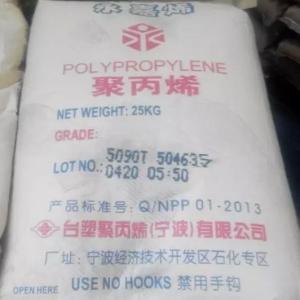 永嘉烯
POLYPROPYLENE
聚丙烯
NET WEIGHT: 25KG
GRADE:
5090T 504635
LOT NO.: 0420 05:50
产品标准号: Q/NPP 01-2013
台塑聚丙烯(宁波)有限公司
厂址: 宁波经济技术开发区石化专区
OPEN HERE USE NO HOOKS 禁用手钩